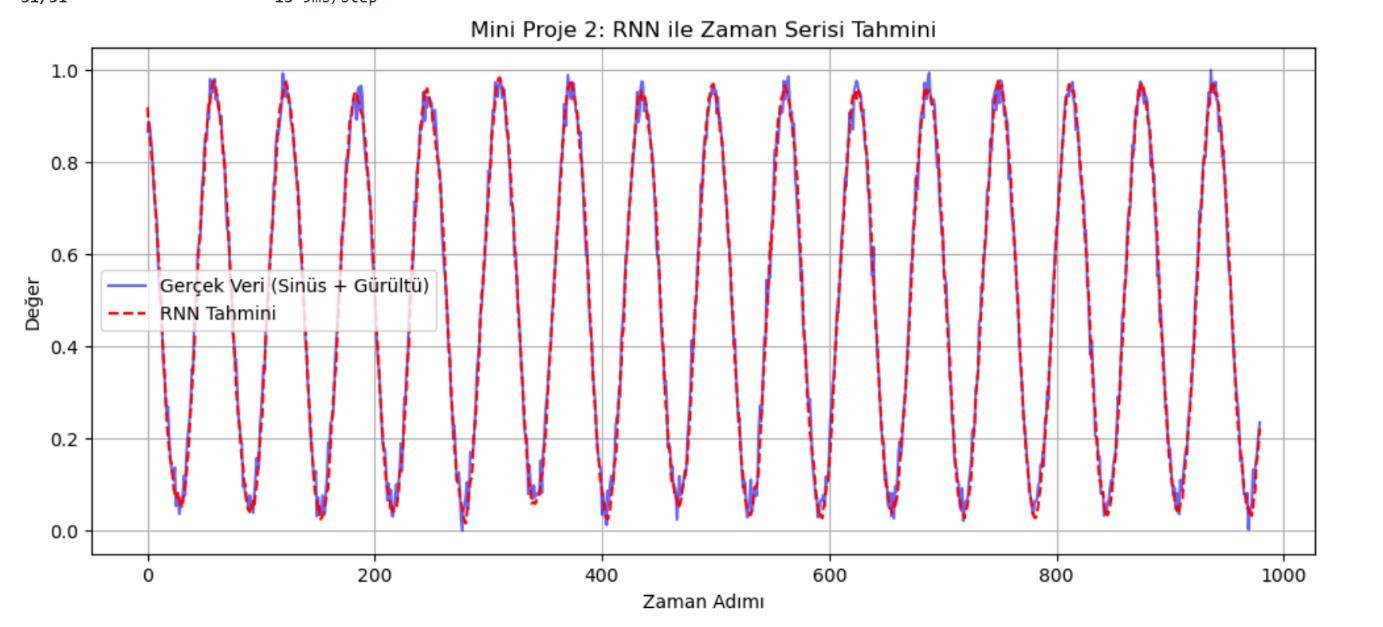 Mini Proje 2: RNN ile Zaman Serisi Tahmini
1.0
0.8
0.6
0.4
0.2
0.0
Değer
Gerçek Veri (Sinüs + Gürültü)
RNN Tahmini
0 200 400 600 800 1000
Zaman Adımı